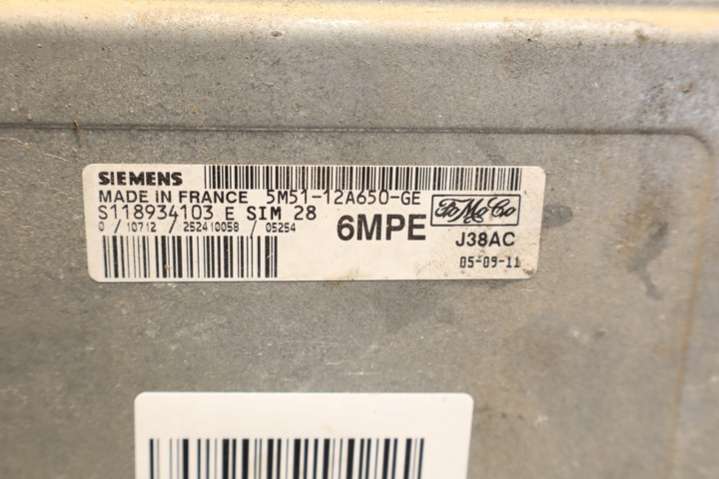 SIEMENS
MADE IN FRANCE 5M51-12A650-GE
S118934103 E SIM 28
0 / 10712 / 252410058 / 05254
6MPE
FoMoCo
J38AC
05-09-11